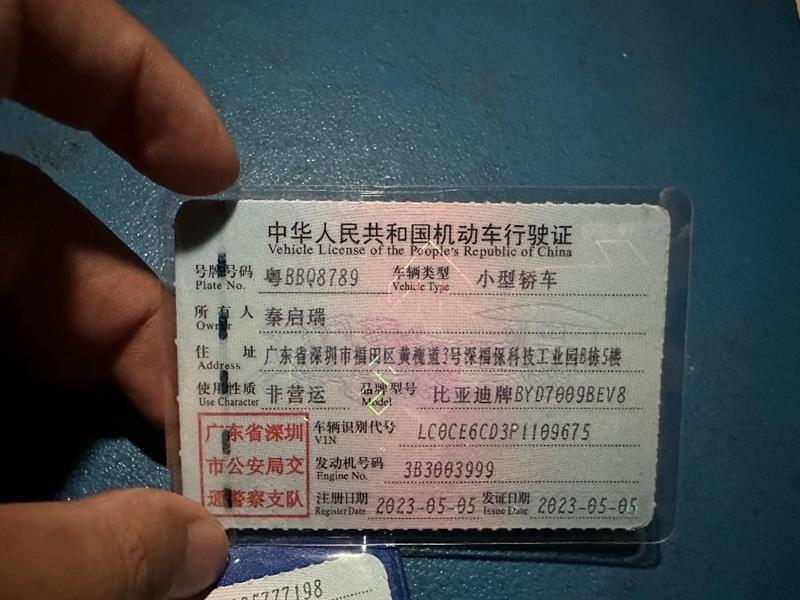 中华人民共和国机动车行驶证
Vehicle License of the People's Republic of China
号牌号码 粤BBQ8789 车辆类型 小型轿车
Plate No. Vehicle Type
所有人 秦启瑞
Owner
住址 广东省深圳市福田区黄槐道3号深福保科技工业园B栋5楼
Address
使用性质 非营运 品牌型号 比亚迪牌BYD7009BEV8
Use Character Model
广东省深圳
市公安局交
通警察支队
车辆识别代号 LC0CE6CD3P1109675
VIN
发动机号码 3B3003999
Engine No.
注册日期 2023-05-05 发证日期 2023-05-05
Register Date Issue Date